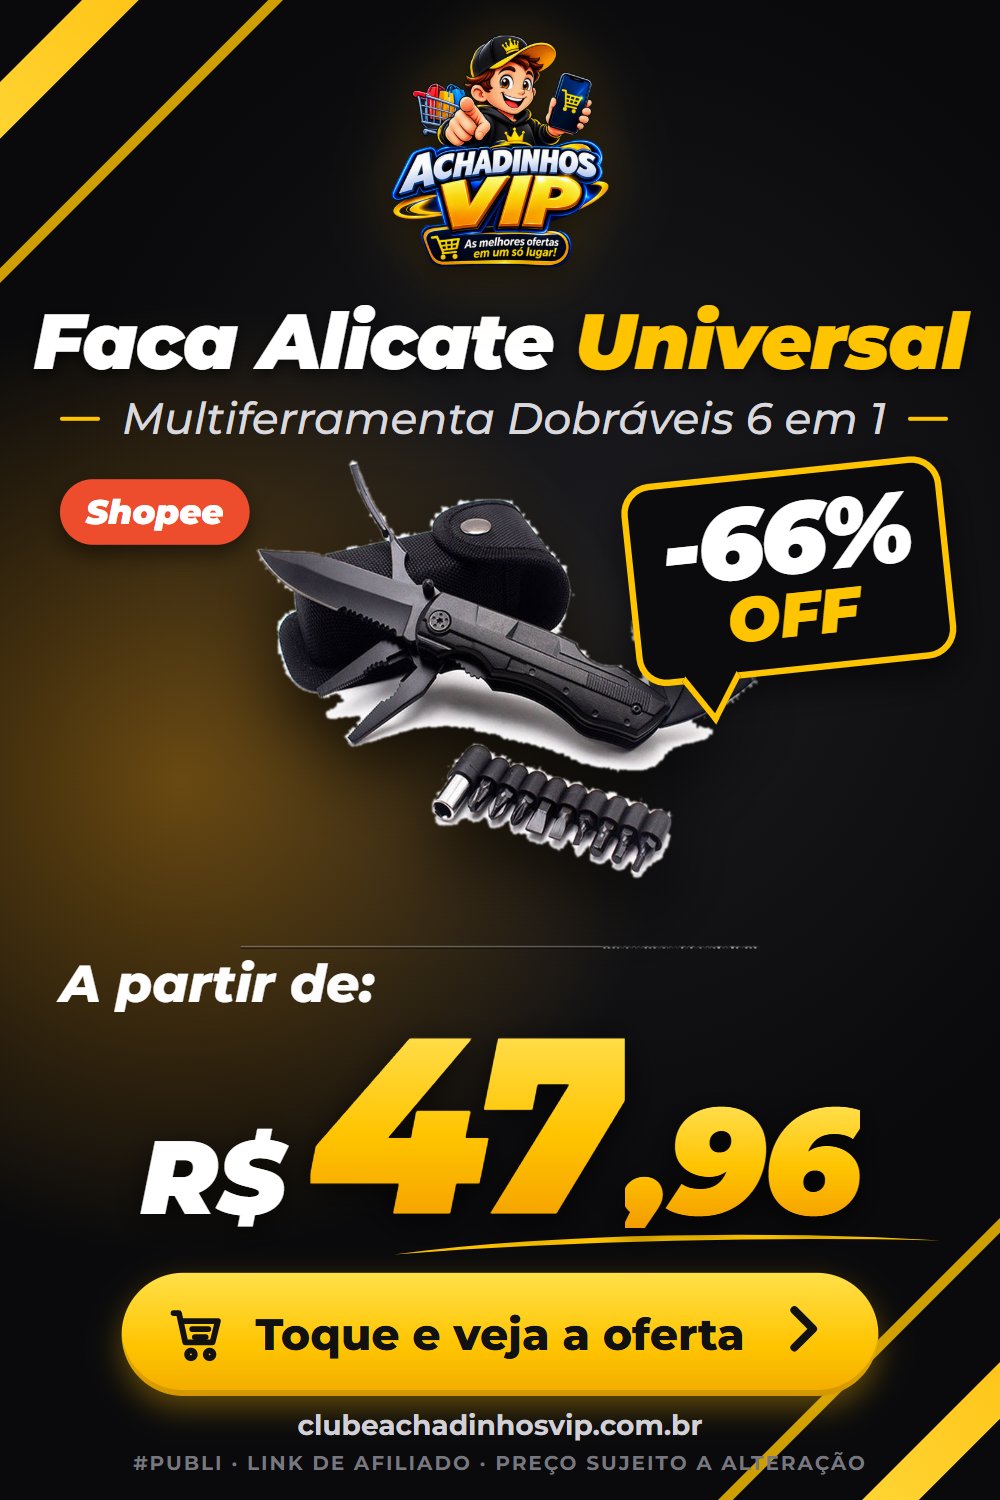 ACHADINHOS
VIP
As melhores ofertas
em um só lugar!
Faca Alicate Universal
Multiferramenta Dobráveis 6 em 1
Shopee
-66%
OFF
A partir de:
R$ 47,96
Toque e veja a oferta
clubeachadinhosvip.com.br
#PUBLI · LINK DE AFILIADO · PREÇO SUJEITO A ALTERAÇÃO